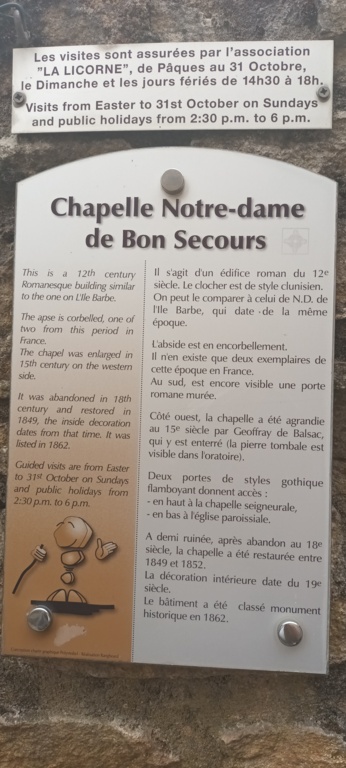 Les visites sont assurées par l'association
"LA LICORNE", de Pâques au 31 Octobre,
le Dimanche et les jours fériés de 14h30 à 18h.
Visits from Easter to 31st October on Sundays
and public holidays from 2:30 p.m. to 6 p.m.
Chapelle Notre-dame
de Bon Secours
This is a 12th century
Romanesque building similar
to the one on L'Ile Barbe.
The apse is corbelled, one of
two from this period in
France.
The chapel was enlarged in
15th century on the western
side.
It was abandoned in 18th
century and restored in
1849, the inside decoration
dates from that time. It was
listed in 1862.
Guided visits are from Easter
to 31st October on Sundays
and public holidays from
2:30 p.m. to 6 p.m.
Il s'agit d'un édifice roman du 12e
siècle. Le clocher est de style clunisien.
On peut le comparer à celui de N.D. de
l'Ile Barbe, qui date de la même
époque.
L'abside est en encorbellement.
Il n'en existe que deux exemplaires de
cette époque en France.
Au sud, est encore visible une porte
romane murée.
Côté ouest, la chapelle a été agrandie
au 15e siècle par Geoffray de Balsac,
qui y est enterré (la pierre tombale est
visible dans l'oratoire).
Deux portes de styles gothique
flamboyant donnent accès :
- en haut à la chapelle seigneurale,
- en bas à l'église paroissiale.
A demi ruinée, après abandon au 18e
siècle, la chapelle a été restaurée entre
1849 et 1852.
La décoration intérieure date du 19e
siècle.
Le bâtiment a été classé monument
historique en 1862.